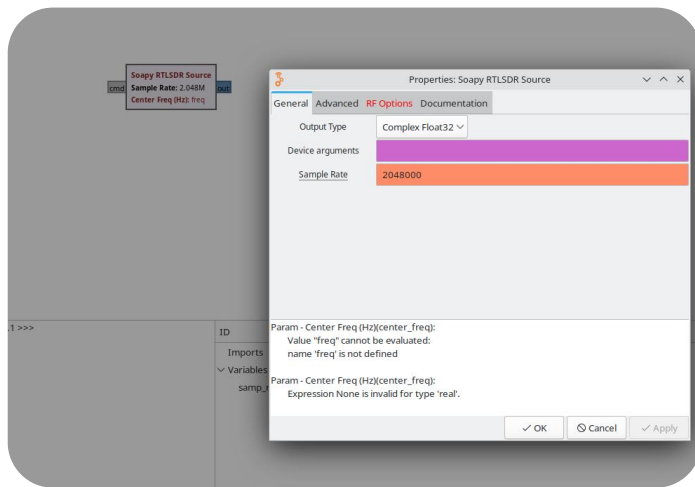 Soapy RTLSDR Source
cmd
Sample Rate: 2.048M
out
Center Freq (Hz): freq
Properties: Soapy RTLSDR Source
General Advanced RF Options Documentation
Output Type
Complex Float32
Device arguments
Sample Rate
2048000
.1 >>>
ID
Imports
Variables
Param - Center Freq (Hz)(center_freq):
Value "freq" cannot be evaluated:
name 'freq' is not defined
Param - Center Freq (Hz)(center_freq):
Expression None is invalid for type 'real'.
OK
Cancel
Apply